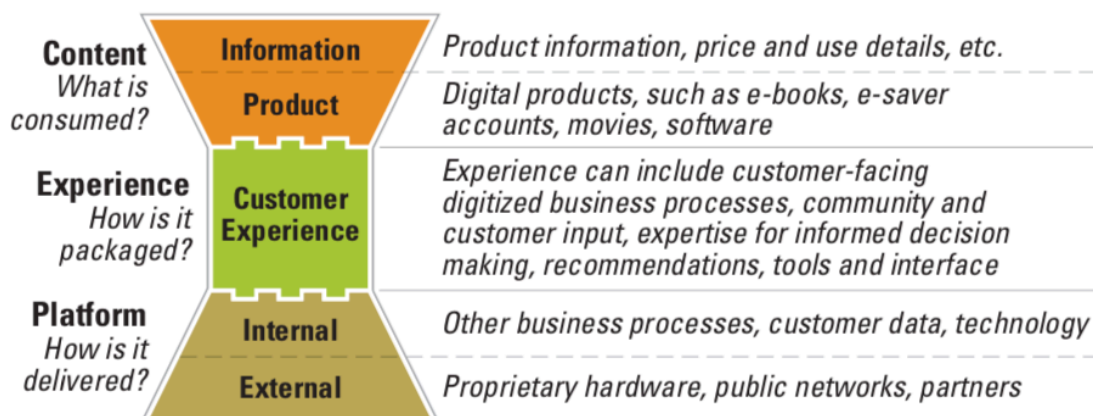 Content
What is
consumed?
Information
Product information, price and use details, etc.
Product
Digital products, such as e-books, e-saver
accounts, movies, software
Experience
How is it
packaged?
Customer
Experience
Experience can include customer-facing
digitized business processes, community and
customer input, expertise for informed decision
making, recommendations, tools and interface
Platform
How is it
delivered?
Internal
Other business processes, customer data, technology
External
Proprietary hardware, public networks, partners